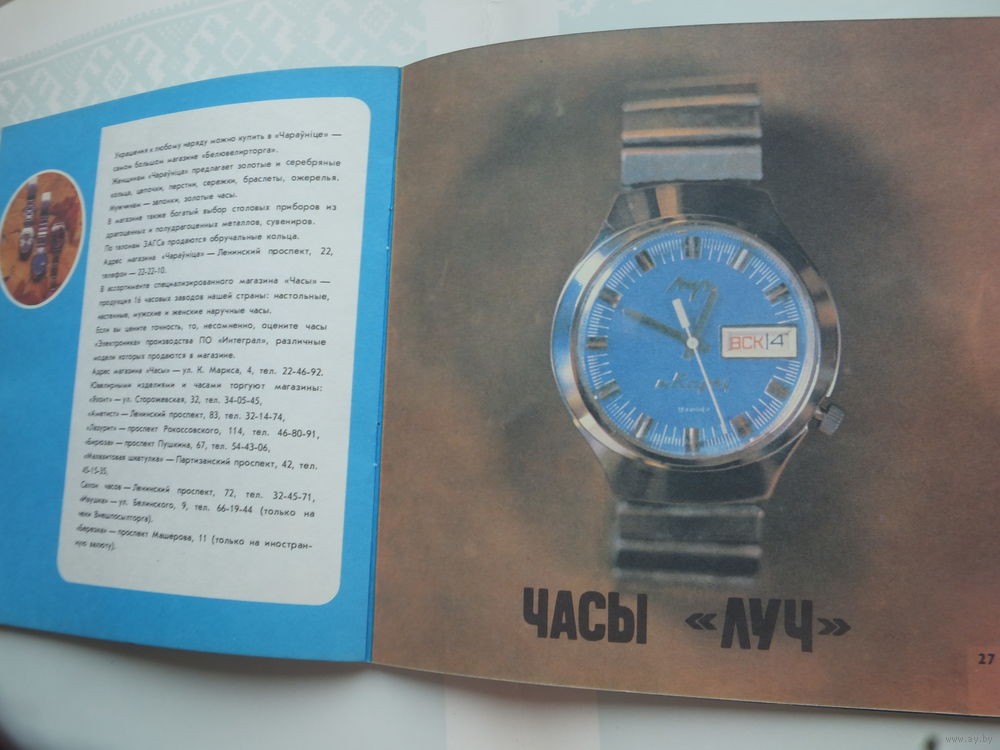 Украшения к любому наряду можно купить в «Чараўніце» —
самом большом магазине «Белювелирторга».
Женщинам «Чараўніца» предлагает золотые и серебряные
кольца, цепочки, перстни, сережки, браслеты, ожерелья.
Мужчинам — запонки, золотые часы.
В магазине также богатый выбор столовых приборов из
драгоценных и полудрагоценных металлов, сувениров.
По талонам ЗАГСа продаются обручальные кольца.
Адрес магазина «Чараўніца» — Ленинский проспект, 22,
телефон — 22-22-10.
В ассортименте специализированного магазина «Часы» —
продукция 16 часовых заводов нашей страны: настольные,
настенные, мужские и женские наручные часы.
Если вы цените точность, то, несомненно, оцените часы
«Электроника» производства ПО «Интеграл», различные
модели которых продаются в магазине.
Адрес магазина «Часы» — ул. К. Маркса, 4, тел. 22-46-92.
Ювелирными изделиями и часами торгуют магазины:
ул. Сторожевская, 32, тел. 34-05-45,
«Аметист» — Ленинский проспект, 83, тел. 32-14-74,
«Лазурит» — проспект Рокоссовского, 114, тел. 46-80-91,
«Бирюза» — проспект Пушкина, 67, тел. 54-43-06,
«Малахитовая шкатулка» — Партизанский проспект, 42, тел.
45-15-35,
Салон часов — Ленинский проспект, 72, тел. 32-45-71,
«Ивушка» — ул. Белинского, 9, тел. 66-19-44 (только на
чеки Внешпосылторга).
«Березка» — проспект Машерова, 11 (только на иностран-
ную валюту).
Луч
ВСК 14
кварц
ЧАСЫ «ЛУЧ»
27
www.ay.by